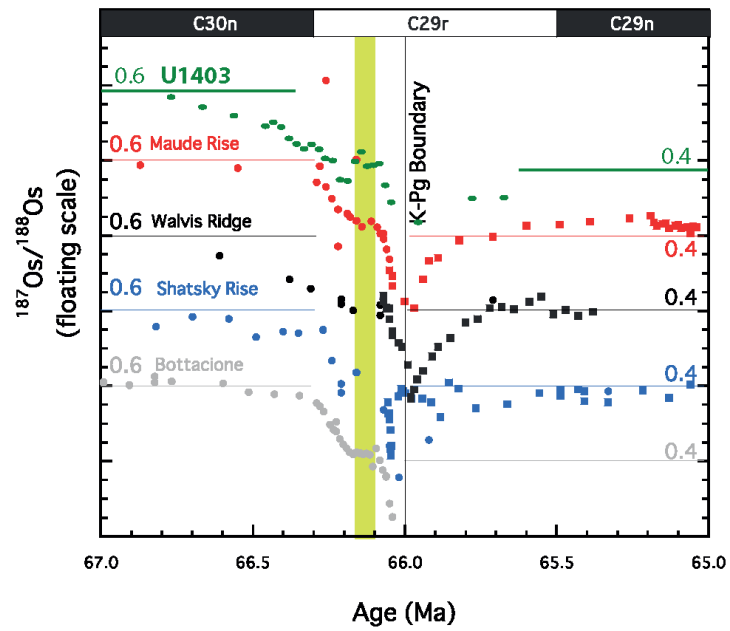 C30n C29r C29n
0.6 U1403
0.6 Maude Rise
0.6 Walvis Ridge
0.6 Shatsky Rise
0.6 Bottacione
K-Pg Boundary
0.4
0.4
0.4
0.4
0.4
187Os/188Os
(floating scale)
67.0 66.5 66.0 65.5 65.0
Age (Ma)